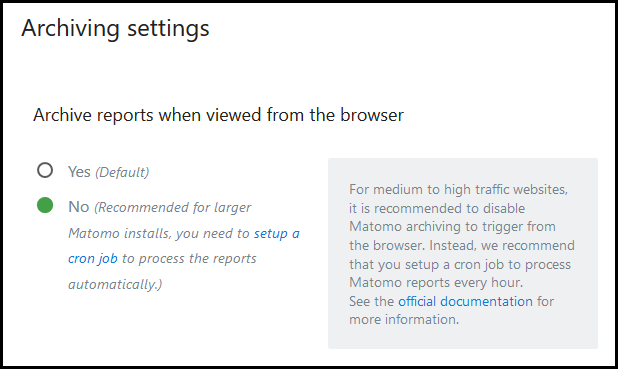 Archiving settings
Archive reports when viewed from the browser
Yes (Default)
No (Recommended for larger
Matomo installs, you need to setup a
cron job to process the reports
automatically.)
For medium to high traffic websites,
it is recommended to disable
Matomo archiving to trigger from
the browser. Instead, we recommend
that you setup a cron job to process
Matomo reports every hour.
See the official documentation for
more information.